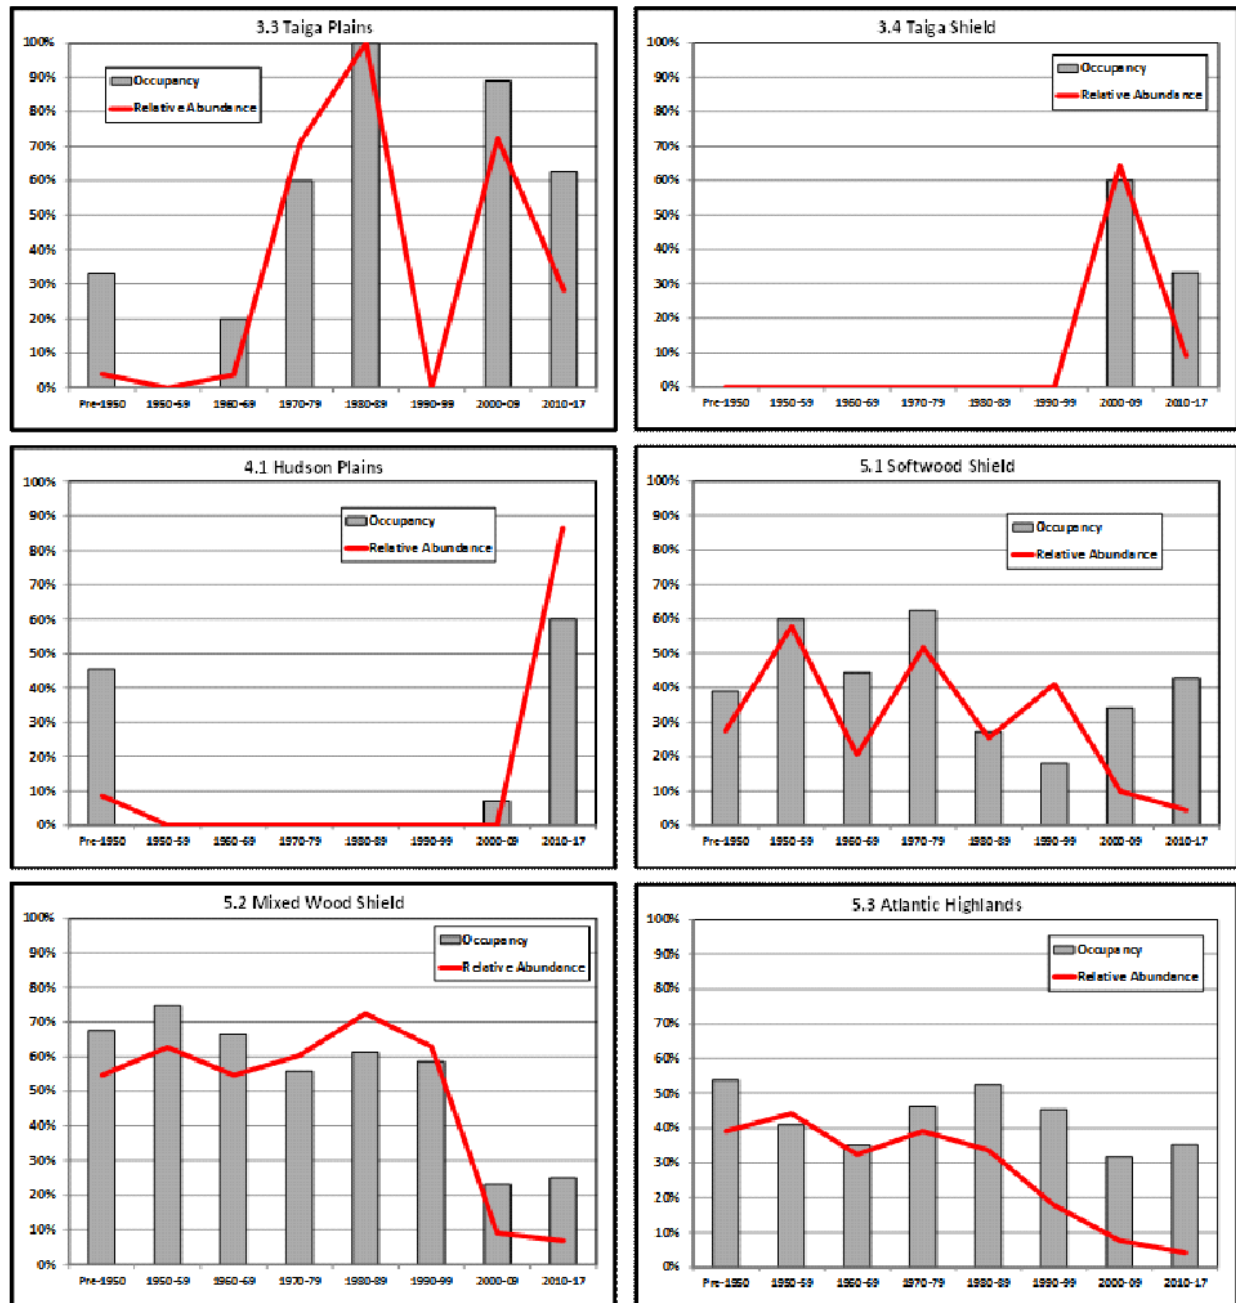 3.3 Taiga Plains
100%
90%
80%
70%
60%
50%
40%
30%
20%
10%
0%
Occupancy
Relative Abundance
Pre-1950 1950-59 1960-69 1970-79 1980-89 1990-99 2000-09 2010-17
3.4 Taiga Shield
100%
90%
80%
70%
60%
50%
40%
30%
20%
10%
0%
Occupancy
Relative Abundance
Pre-1950 1950-59 1960-69 1970-79 1980-89 1990-99 2000-09 2010-17
4.1 Hudson Plains
100%
90%
80%
70%
60%
50%
40%
30%
20%
10%
0%
Occupancy
Relative Abundance
Pre-1950 1950-59 1960-69 1970-79 1980-89 1990-99 2000-09 2010-17
5.1 Softwood Shield
100%
90%
80%
70%
60%
50%
40%
30%
20%
10%
0%
Occupancy
Relative Abundance
Pre-1950 1950-59 1960-69 1970-79 1980-89 1990-99 2000-09 2010-17
5.2 Mixed Wood Shield
100%
90%
80%
70%
60%
50%
40%
30%
20%
10%
0%
Occupancy
Relative Abundance
Pre-1950 1950-59 1960-69 1970-79 1980-89 1990-99 2000-09 2010-17
5.3 Atlantic Highlands
100%
90%
80%
70%
60%
50%
40%
30%
20%
10%
0%
Occupancy
Relative Abundance
Pre-1950 1950-59 1960-69 1970-79 1980-89 1990-99 2000-09 2010-17